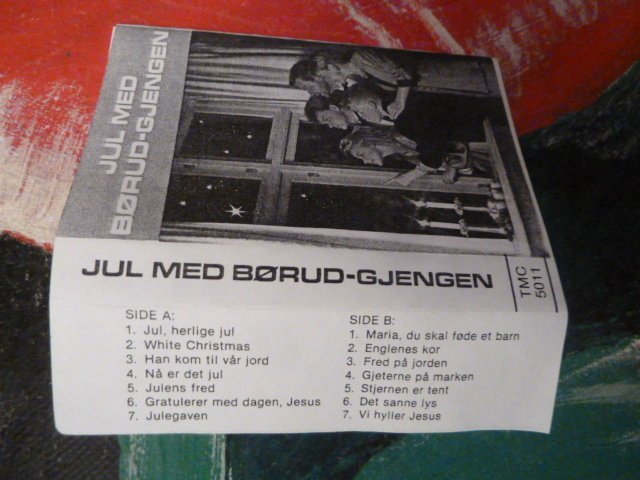 JUL MED
BØRUD-GJENGEN
JUL MED BØRUD-GJENGEN
TMC
5011
SIDE A:
1. Jul, herlige jul
2. White Christmas
3. Han kom til vår jord
4. Nå er det jul
5. Julens fred
6. Gratulerer med dagen, Jesus
7. Julegaven
SIDE B:
1. Maria, du skal føde et barn
2. Englenes kor
3. Fred på jorden
4. Gjeterne på marken
5. Stjernen er tent
6. Det sanne lys
7. Vi hyller Jesus